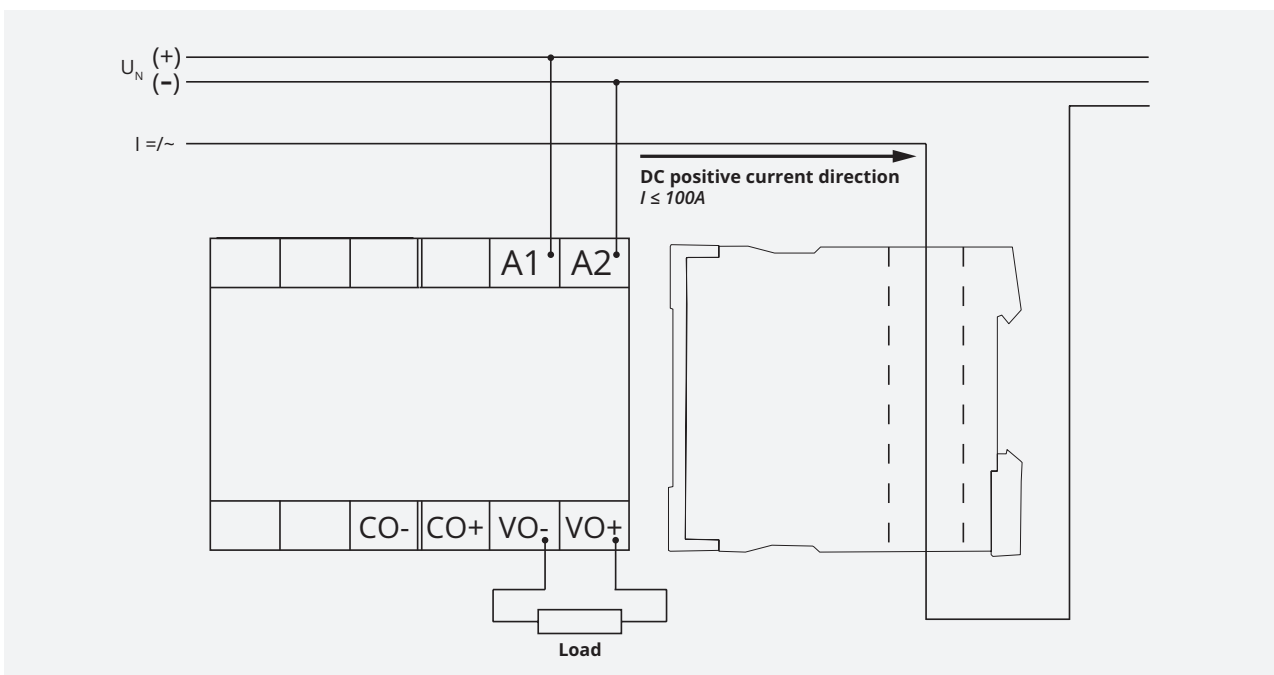 U_N (+)
(-)
I =/~
DC positive current direction
I ≤ 100A
A1 A2
CO- CO+ VO- VO+
Load